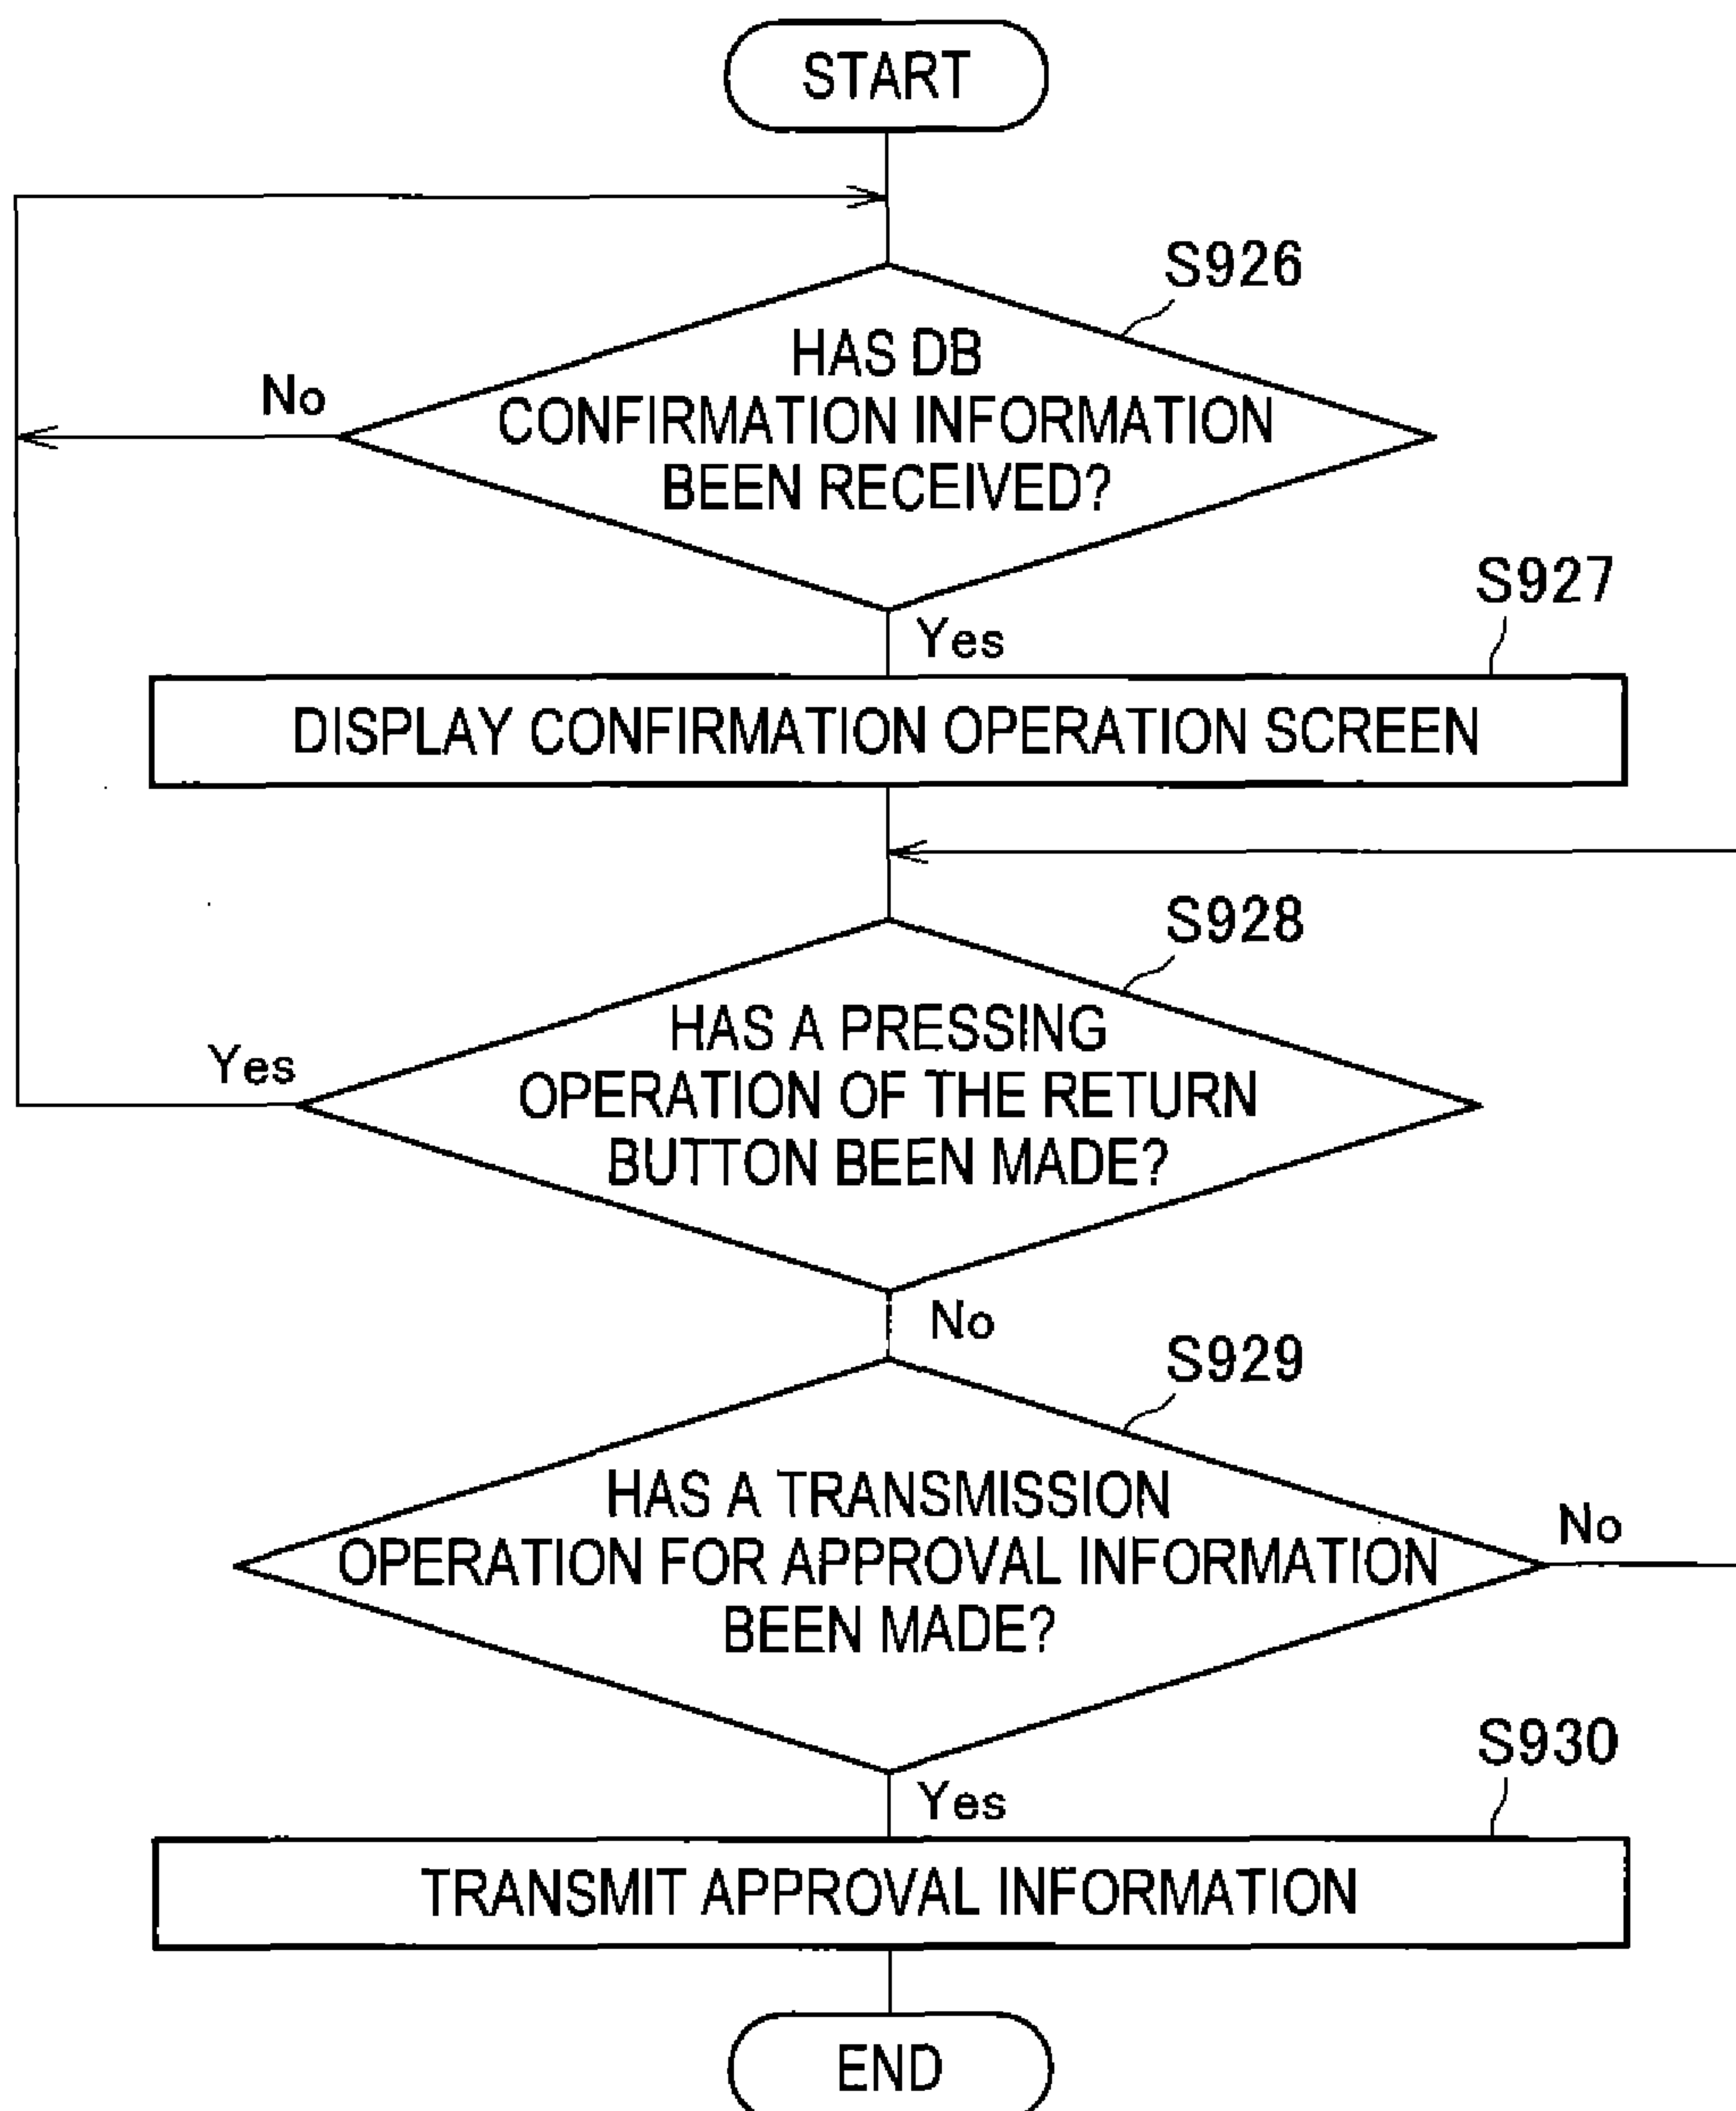 START
S926
HAS DB
CONFIRMATION INFORMATION
BEEN RECEIVED?
No
Yes
S927
DISPLAY CONFIRMATION OPERATION SCREEN
S928
HAS A PRESSING
OPERATION OF THE RETURN
BUTTON BEEN MADE?
Yes
No
S929
HAS A TRANSMISSION
OPERATION FOR APPROVAL INFORMATION
BEEN MADE?
No
Yes
S930
TRANSMIT APPROVAL INFORMATION
END